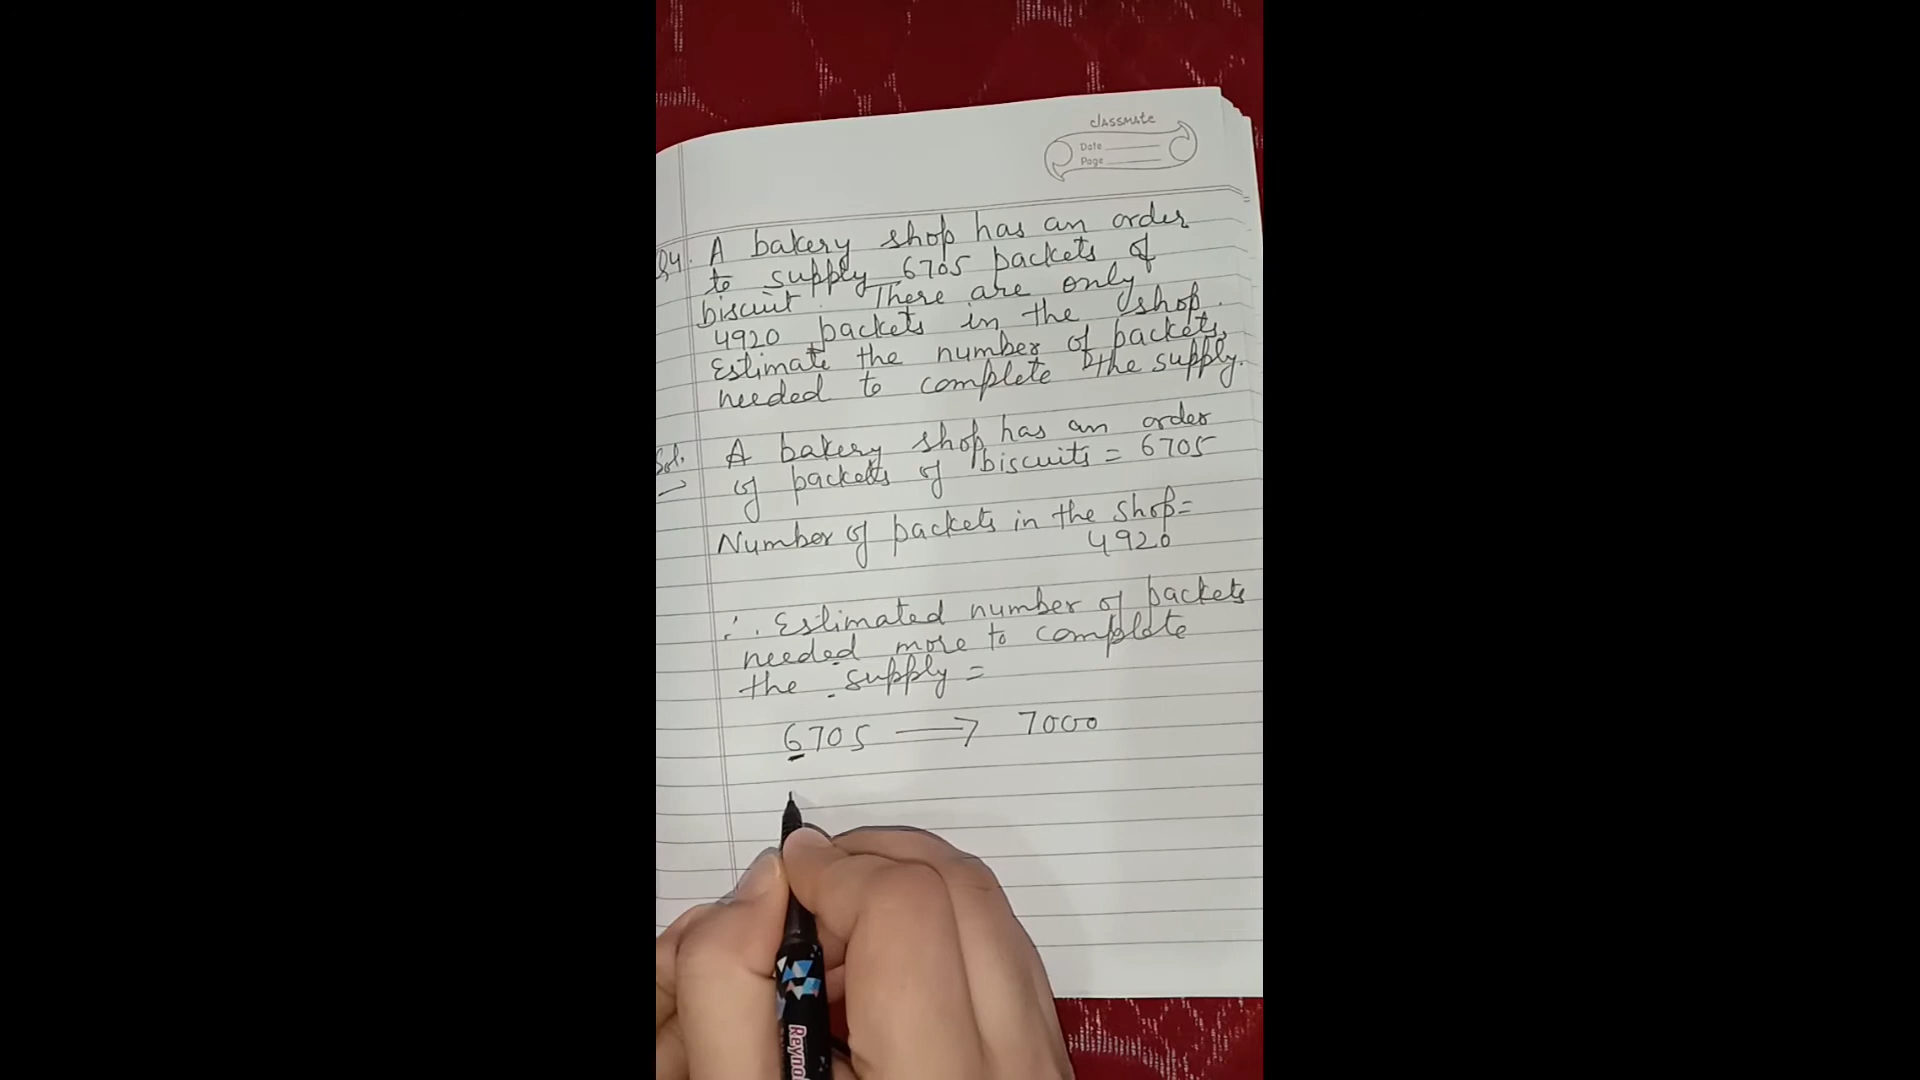 classmate
Date
Page
Q4. A bakery shop has an order
to supply 6705 packets of
biscuit. There are only
4920 packets in the shop.
Estimate the number of packets,
needed to complete the supply.
Sol. A bakery shop has an order
of packets of biscuits = 6705
Number of packets in the shop=
4920
∴ Estimated number of packets
needed more to complete
the supply =
6705 → 7000
Reyno